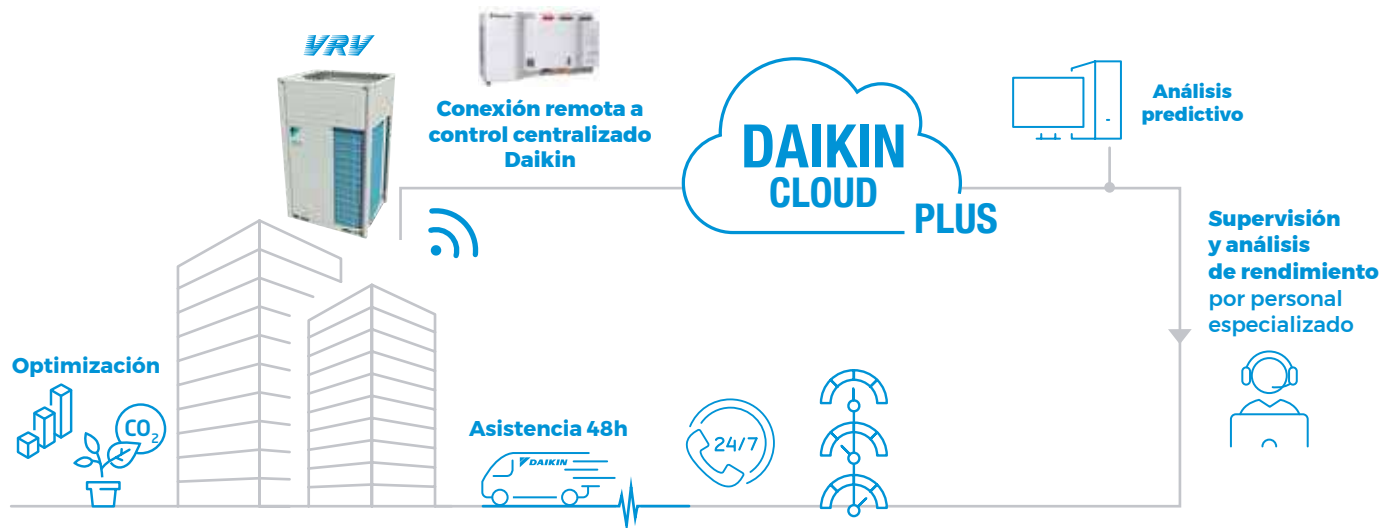 VRV
Conexión remota a
control centralizado
Daikin
DAIKIN
CLOUD
PLUS
Análisis
predictivo
Supervisión
y análisis
de rendimiento
por personal
especializado
Optimización
CO2
Asistencia 48h
DAIKIN
24/7